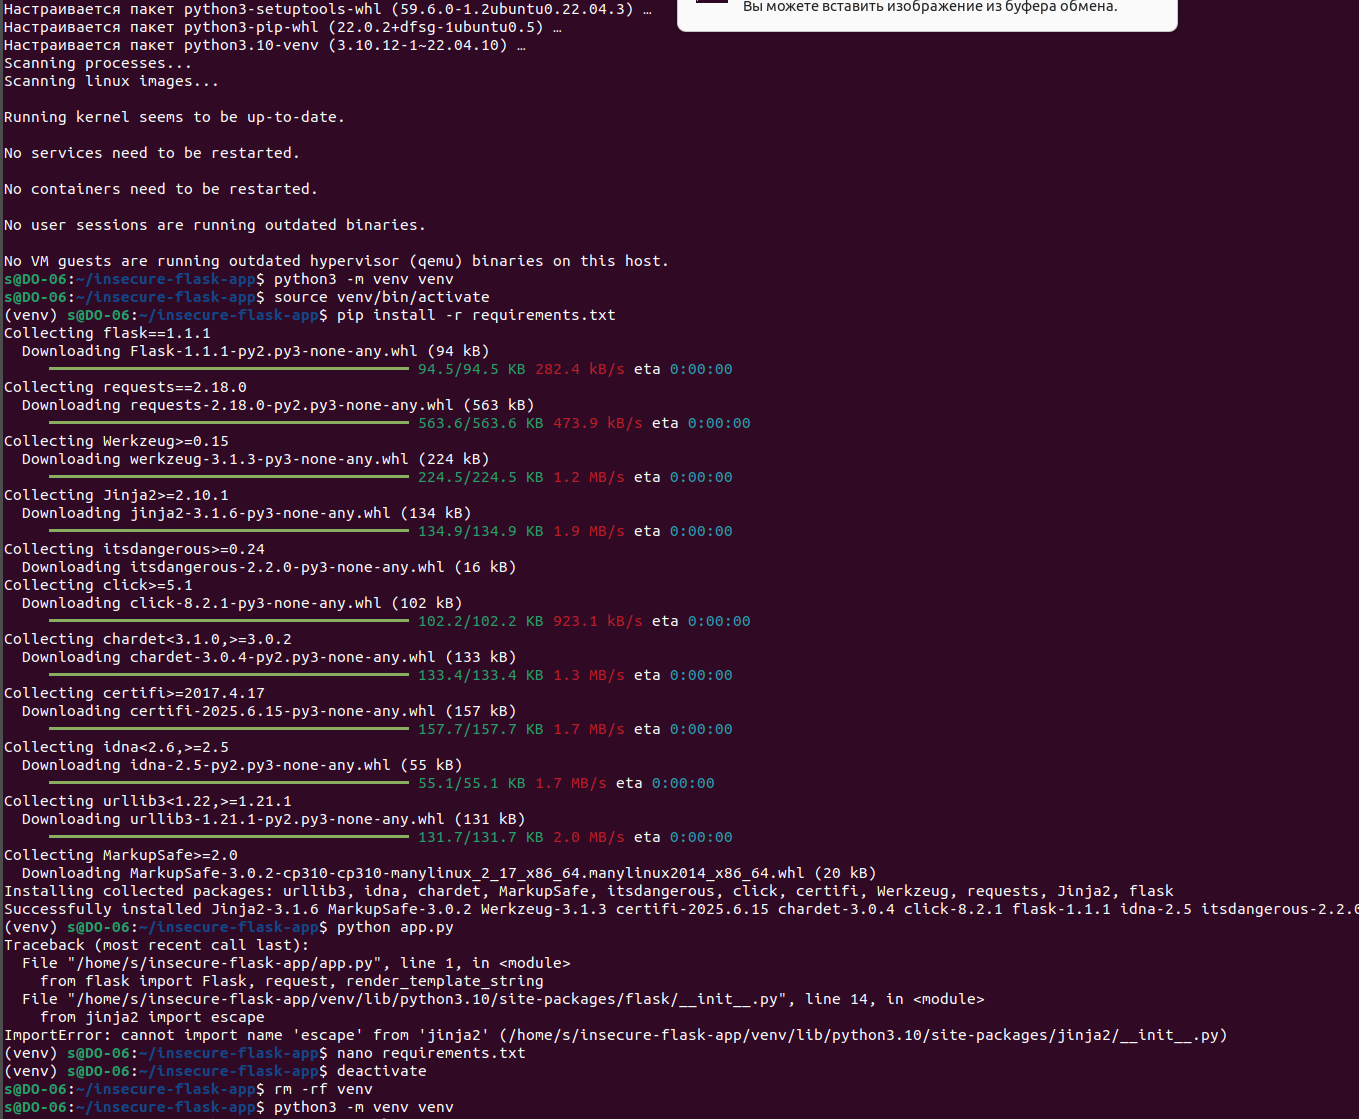 Настраивается пакет python3-setuptools-whl (59.6.0-1.2ubuntu0.22.04.3) …
Вы можете вставить изображение из буфера обмена.
Настраивается пакет python3-pip-whl (22.0.2+dfsg-1ubuntu0.5) …
Настраивается пакет python3.10-venv (3.10.12-1~22.04.10) …
Scanning processes...
Scanning linux images...
Running kernel seems to be up-to-date.
No services need to be restarted.
No containers need to be restarted.
No user sessions are running outdated binaries.
No VM guests are running outdated hypervisor (qemu) binaries on this host.
s@DO-06:~/insecure-flask-app$ python3 -m venv venv
s@DO-06:~/insecure-flask-app$ source venv/bin/activate
(venv) s@DO-06:~/insecure-flask-app$ pip install -r requirements.txt
Collecting flask==1.1.1
Downloading Flask-1.1.1-py2.py3-none-any.whl (94 kB)
94.5/94.5 KB 282.4 kB/s eta 0:00:00
Collecting requests==2.18.0
Downloading requests-2.18.0-py2.py3-none-any.whl (563 kB)
563.6/563.6 KB 473.9 kB/s eta 0:00:00
Collecting Werkzeug>=0.15
Downloading werkzeug-3.1.3-py3-none-any.whl (224 kB)
224.5/224.5 KB 1.2 MB/s eta 0:00:00
Collecting Jinja2>=2.10.1
Downloading jinja2-3.1.6-py3-none-any.whl (134 kB)
134.9/134.9 KB 1.9 MB/s eta 0:00:00
Collecting itsdangerous>=0.24
Downloading itsdangerous-2.2.0-py3-none-any.whl (16 kB)
Collecting click>=5.1
Downloading click-8.2.1-py3-none-any.whl (102 kB)
102.2/102.2 KB 923.1 kB/s eta 0:00:00
Collecting chardet<3.1.0,>=3.0.2
Downloading chardet-3.0.4-py2.py3-none-any.whl (133 kB)
133.4/133.4 KB 1.3 MB/s eta 0:00:00
Collecting certifi>=2017.4.17
Downloading certifi-2025.6.15-py3-none-any.whl (157 kB)
157.7/157.7 KB 1.7 MB/s eta 0:00:00
Collecting idna<2.6,>=2.5
Downloading idna-2.5-py2.py3-none-any.whl (55 kB)
55.1/55.1 KB 1.7 MB/s eta 0:00:00
Collecting urllib3<1.22,>=1.21.1
Downloading urllib3-1.21.1-py2.py3-none-any.whl (131 kB)
131.7/131.7 KB 2.0 MB/s eta 0:00:00
Collecting MarkupSafe>=2.0
Downloading MarkupSafe-3.0.2-cp310-cp310-manylinux_2_17_x86_64.manylinux2014_x86_64.whl (20 kB)
Installing collected packages: urllib3, idna, chardet, MarkupSafe, itsdangerous, click, certifi, Werkzeug, requests, Jinja2, flask
Successfully installed Jinja2-3.1.6 MarkupSafe-3.0.2 Werkzeug-3.1.3 certifi-2025.6.15 chardet-3.0.4 click-8.2.1 flask-1.1.1 idna-2.5 itsdangerous-2.2.0
(venv) s@DO-06:~/insecure-flask-app$ python app.py
Traceback (most recent call last):
File "/home/s/insecure-flask-app/app.py", line 1, in <module>
from flask import Flask, request, render_template_string
File "/home/s/insecure-flask-app/venv/lib/python3.10/site-packages/flask/__init__.py", line 14, in <module>
from jinja2 import escape
ImportError: cannot import name 'escape' from 'jinja2' (/home/s/insecure-flask-app/venv/lib/python3.10/site-packages/jinja2/__init__.py)
(venv) s@DO-06:~/insecure-flask-app$ nano requirements.txt
(venv) s@DO-06:~/insecure-flask-app$ deactivate
s@DO-06:~/insecure-flask-app$ rm -rf venv
s@DO-06:~/insecure-flask-app$ python3 -m venv venv